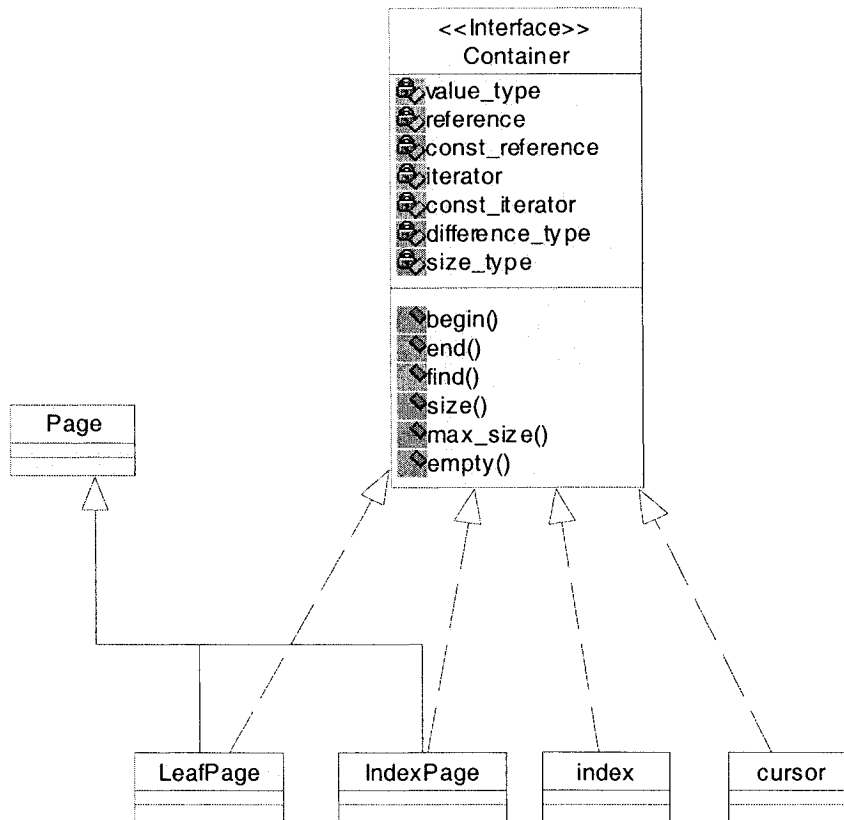 <<Interface>>
Container
value_type
reference
const_reference
iterator
const_iterator
difference_type
size_type
begin()
end()
find()
size()
max_size()
empty()
Page
LeafPage
IndexPage
index
cursor